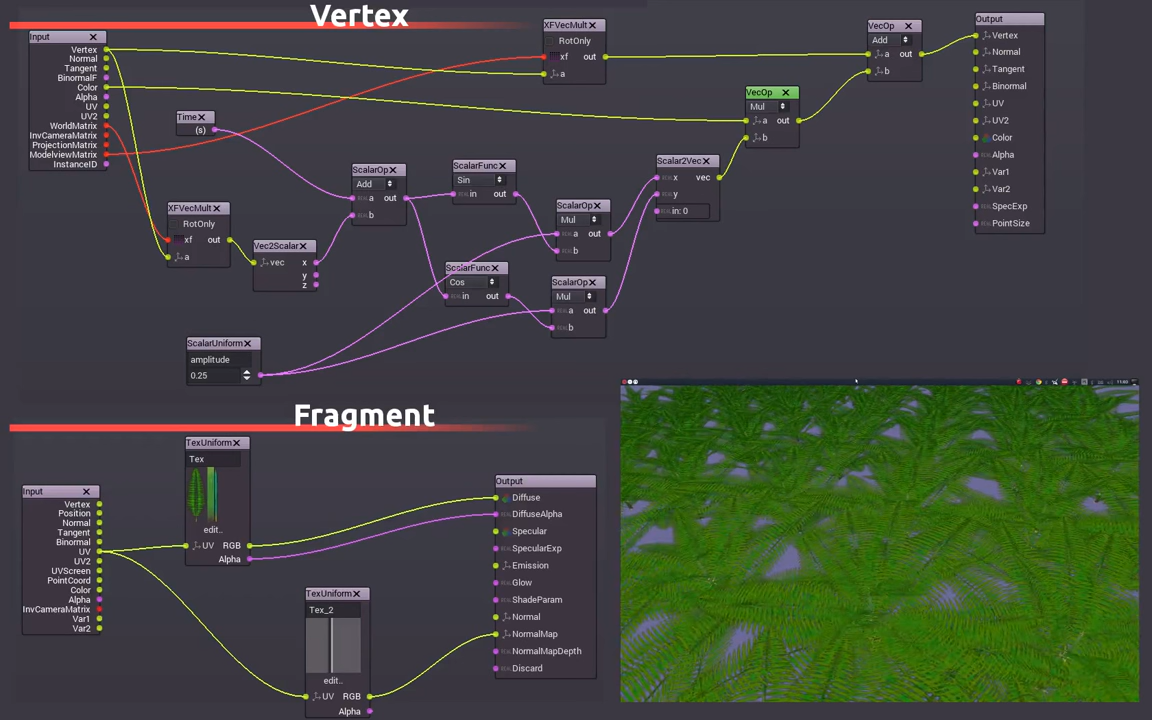 Vertex
Input
Vertex
Normal
Tangent
BinormalF
Color
Alpha
UV
UV2
WorldMatrix
InvCameraMatrix
ProjectionMatrix
ModelviewMatrix
InstanceID
Time
(s)
XFVecMult
RotOnly
xf out
a
Vec2Scalar
vec x
y
z
ScalarUniform
amplitude
0.25
ScalarOp
Add
a out
b
ScalarFunc
Sin
in out
ScalarFunc
Cos
in out
XFVecMult
RotOnly
xf out
a
ScalarOp
Mul
a out
b
ScalarOp
Mul
a out
b
Scalar2Vec
x vec
y
in: 0
VecOp
Mul
a out
b
VecOp
Add
a out
b
Output
Vertex
Normal
Tangent
Binormal
UV
UV2
Color
Alpha
Var1
Var2
SpecExp
PointSize
Fragment
Input
Vertex
Position
Normal
Tangent
Binormal
UV
UV2
UVScreen
PointCoord
Color
Alpha
InvCameraMatrix
Var1
Var2
TexUniform
Tex
edit..
UV RGB
Alpha
TexUniform
Tex_2
edit..
UV RGB
Alpha
Output
Diffuse
DiffuseAlpha
Specular
SpecularExp
Emission
Glow
ShadeParam
Normal
NormalMap
NormalMapDepth
Discard